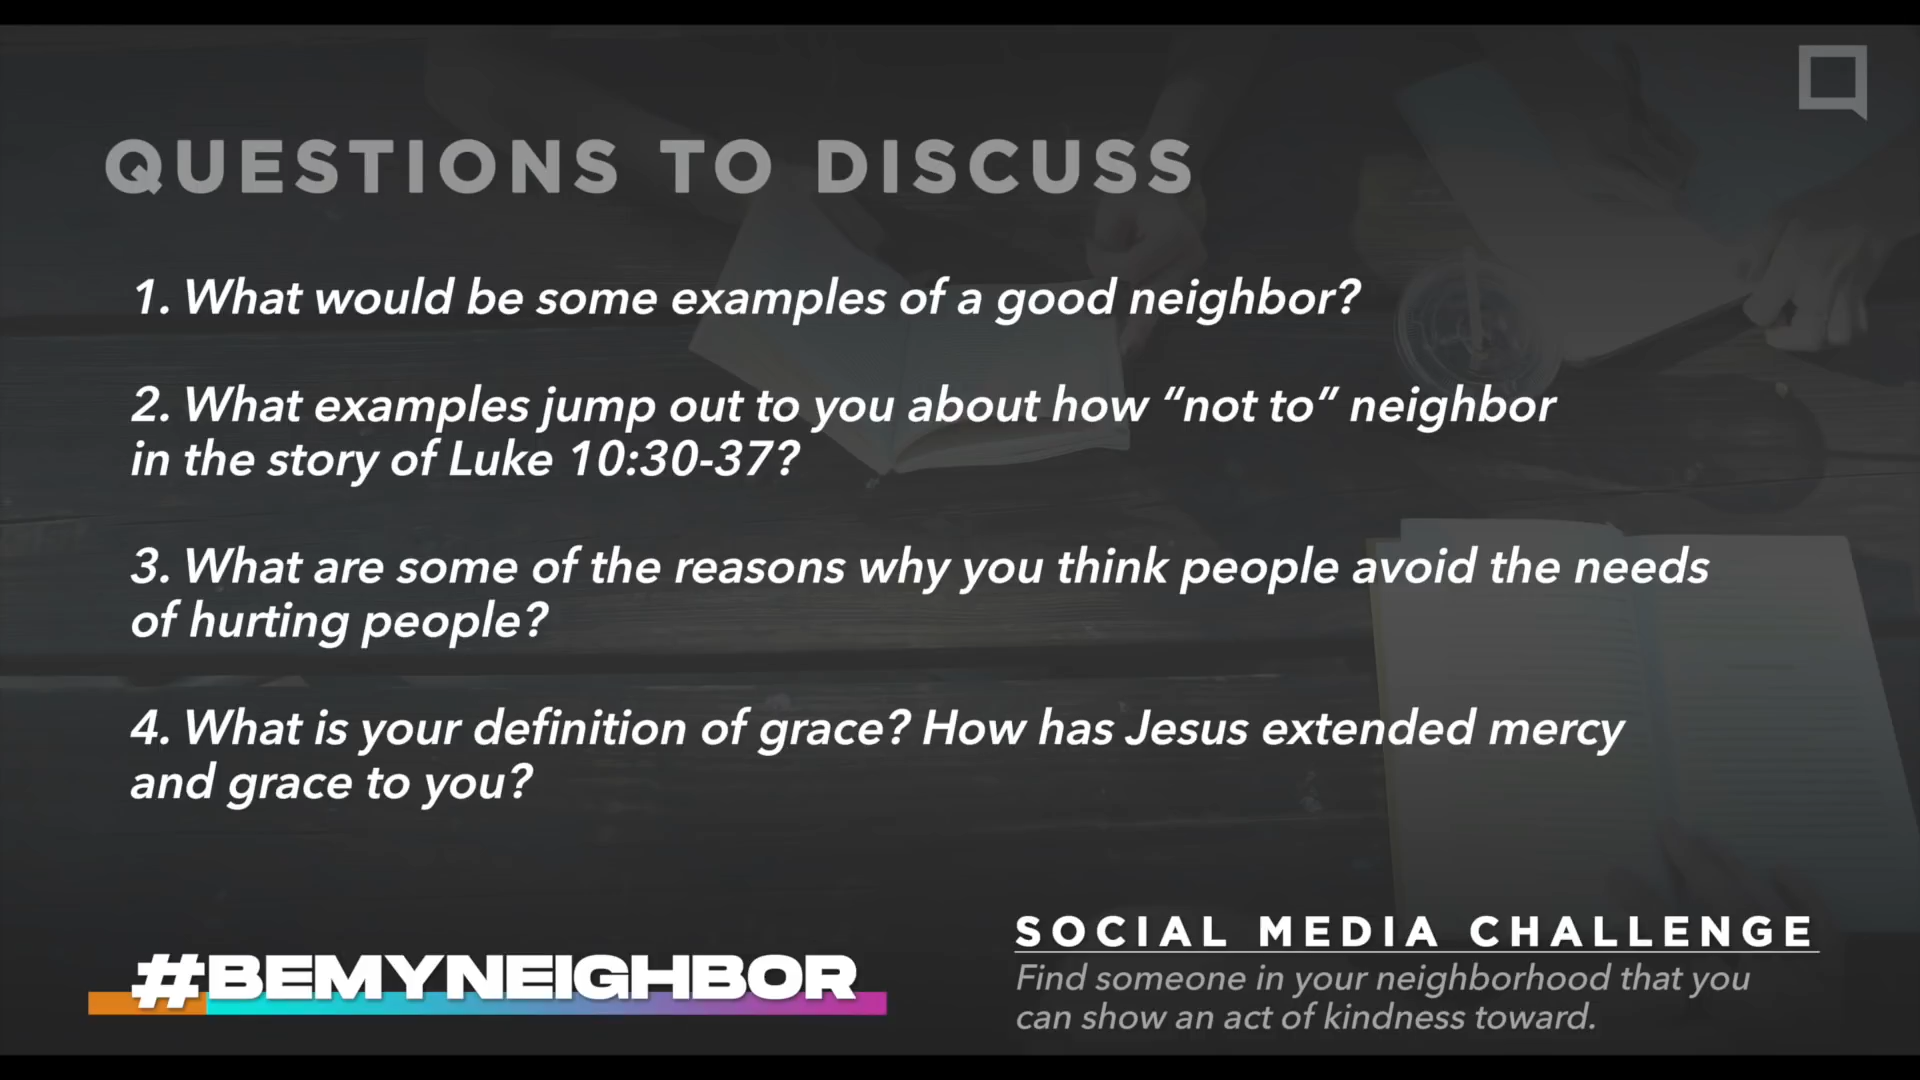 QUESTIONS TO DISCUSS
1. What would be some examples of a good neighbor?
2. What examples jump out to you about how “not to” neighbor
in the story of Luke 10:30-37?
3. What are some of the reasons why you think people avoid the needs
of hurting people?
4. What is your definition of grace? How has Jesus extended mercy
and grace to you?
#BEMYNEIGHBOR
SOCIAL MEDIA CHALLENGE
Find someone in your neighborhood that you
can show an act of kindness toward.